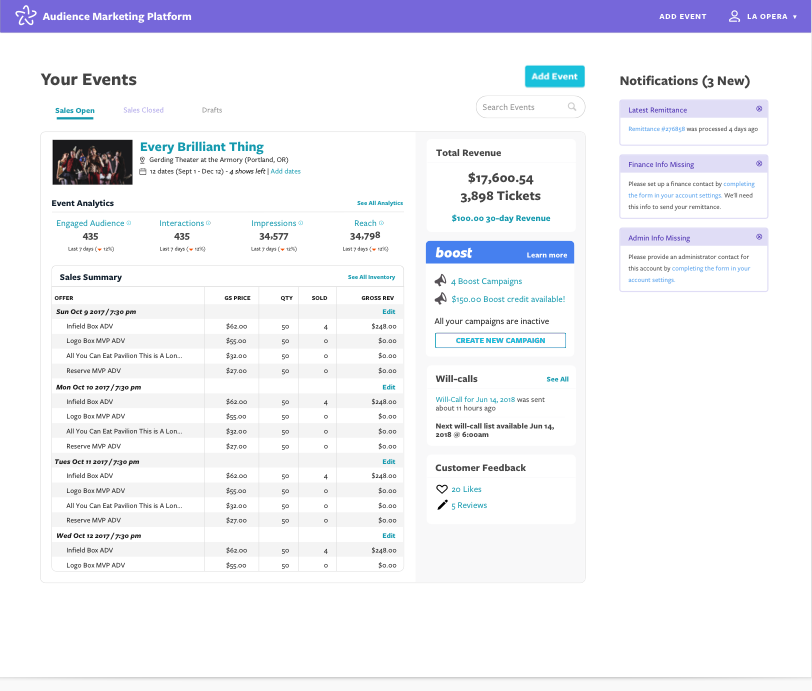 Audience Marketing Platform
ADD EVENT
LA OPERA
Your Events
Add Event
Sales Open
Sales Closed
Drafts
Search Events
Every Brilliant Thing
Gerding Theater at the Armory (Portland, OR)
12 dates (Sept 1 - Dec 12) - 4 shows left | Add dates
Event Analytics
See All Analytics
Engaged Audience
Interactions
Impressions
Reach
435
435
34,577
34,798
Last 7 days (▼ 12%)
Last 7 days (▼ 12%)
Last 7 days (▼ 12%)
Last 7 days (▼ 12%)
Sales Summary
See All Inventory
OFFER GS PRICE QTY SOLD GROSS REV
Sun Oct 9 2017 / 7:30 pm Edit
Infield Box ADV $62.00 50 4 $248.00
Logo Box MVP ADV $55.00 50 0 $0.00
All You Can Eat Pavilion This is A Lon... $32.00 50 0 $0.00
Reserve MVP ADV $27.00 50 0 $0.00
Mon Oct 10 2017 / 7:30 pm Edit
Infield Box ADV $62.00 50 4 $248.00
Logo Box MVP ADV $55.00 50 0 $0.00
All You Can Eat Pavilion This is A Lon... $32.00 50 0 $0.00
Reserve MVP ADV $27.00 50 0 $0.00
Tues Oct 11 2017 / 7:30 pm Edit
Infield Box ADV $62.00 50 4 $248.00
Logo Box MVP ADV $55.00 50 0 $0.00
All You Can Eat Pavilion This is A Lon... $32.00 50 0 $0.00
Reserve MVP ADV $27.00 50 0 $0.00
Wed Oct 12 2017 / 7:30 pm Edit
Infield Box ADV $62.00 50 4 $248.00
Logo Box MVP ADV $55.00 50 0 $0.00
Total Revenue
$17,600.54
3,898 Tickets
$100.00 30-day Revenue
boost
Learn more
4 Boost Campaigns
$150.00 Boost credit available!
All your campaigns are inactive
CREATE NEW CAMPAIGN
Will-calls
See All
Will-Call for Jun 14, 2018 was sent
about 11 hours ago
Next will-call list available Jun 14,
2018 @ 6:00am
Customer Feedback
20 Likes
5 Reviews
Notifications (3 New)
Latest Remittance
Remittance #276858 was processed 4 days ago
Finance Info Missing
Please set up a finance contact by completing
the form in your account settings. We'll need
this info to send your remittance.
Admin Info Missing
Please provide an administrator contact for
this account by completing the form in your
account settings.